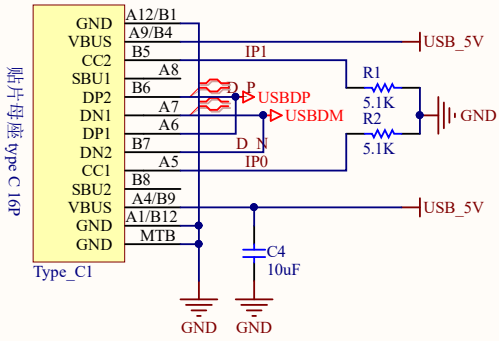 贴片母座 type C 16P
GND A12/B1
VBUS A9/B4 USB_5V
CC2 B5 IP1
SBU1 A8 R1
DP2 B6 D_P USBDP 5.1K
DN1 A7 USBDM GND
DP1 A6 R2
DN2 B7 D_N 5.1K
CC1 A5 IP0
SBU2 B8
VBUS A4/B9 USB_5V
GND A1/B12
GND MTB C4
Type_C1 10uF
GND GND